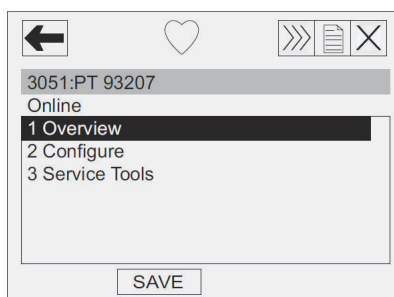 3051:PT 93207
Online
1 Overview
2 Configure
3 Service Tools
SAVE